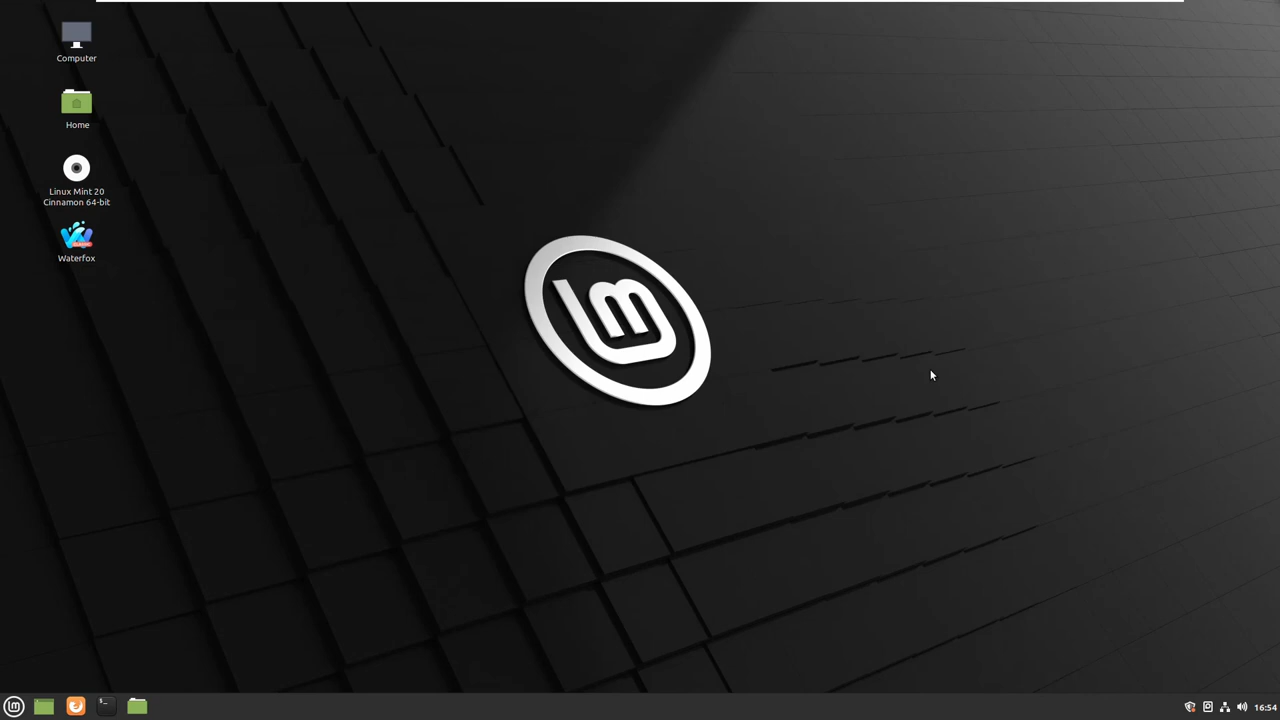 Computer
Home
Linux Mint 20
Cinnamon 64-bit
Waterfox
16:54